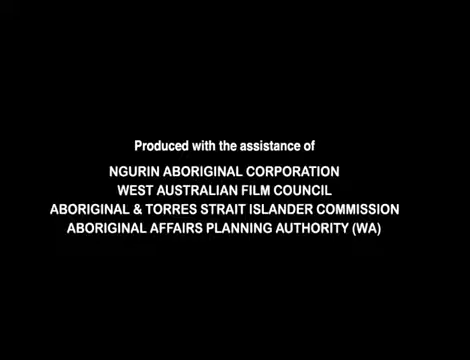 Produced with the assistance of
NGURIN ABORIGINAL CORPORATION
WEST AUSTRALIAN FILM COUNCIL
ABORIGINAL & TORRES STRAIT ISLANDER COMMISSION
ABORIGINAL AFFAIRS PLANNING AUTHORITY (WA)